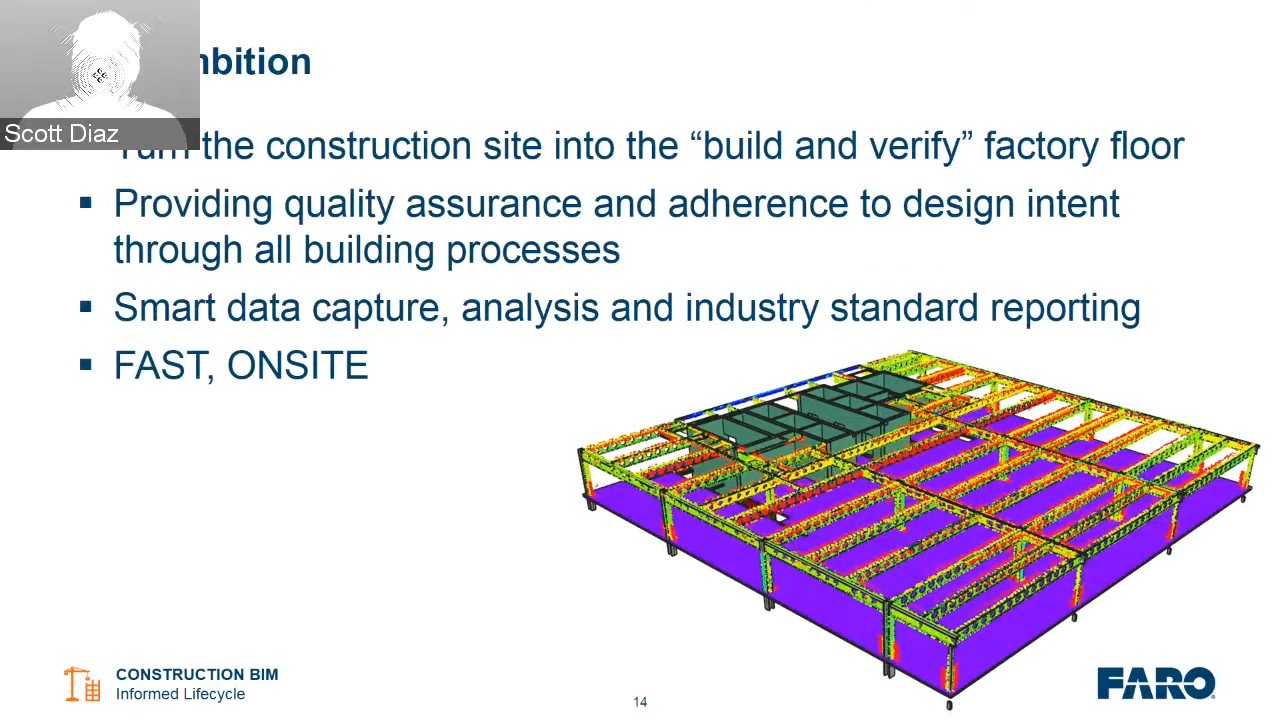 mbition
Scott Diaz
Turn the construction site into the “build and verify” factory floor
▪ Providing quality assurance and adherence to design intent
through all building processes
▪ Smart data capture, analysis and industry standard reporting
▪ FAST, ONSITE
CONSTRUCTION BIM
Informed Lifecycle
14
FARO